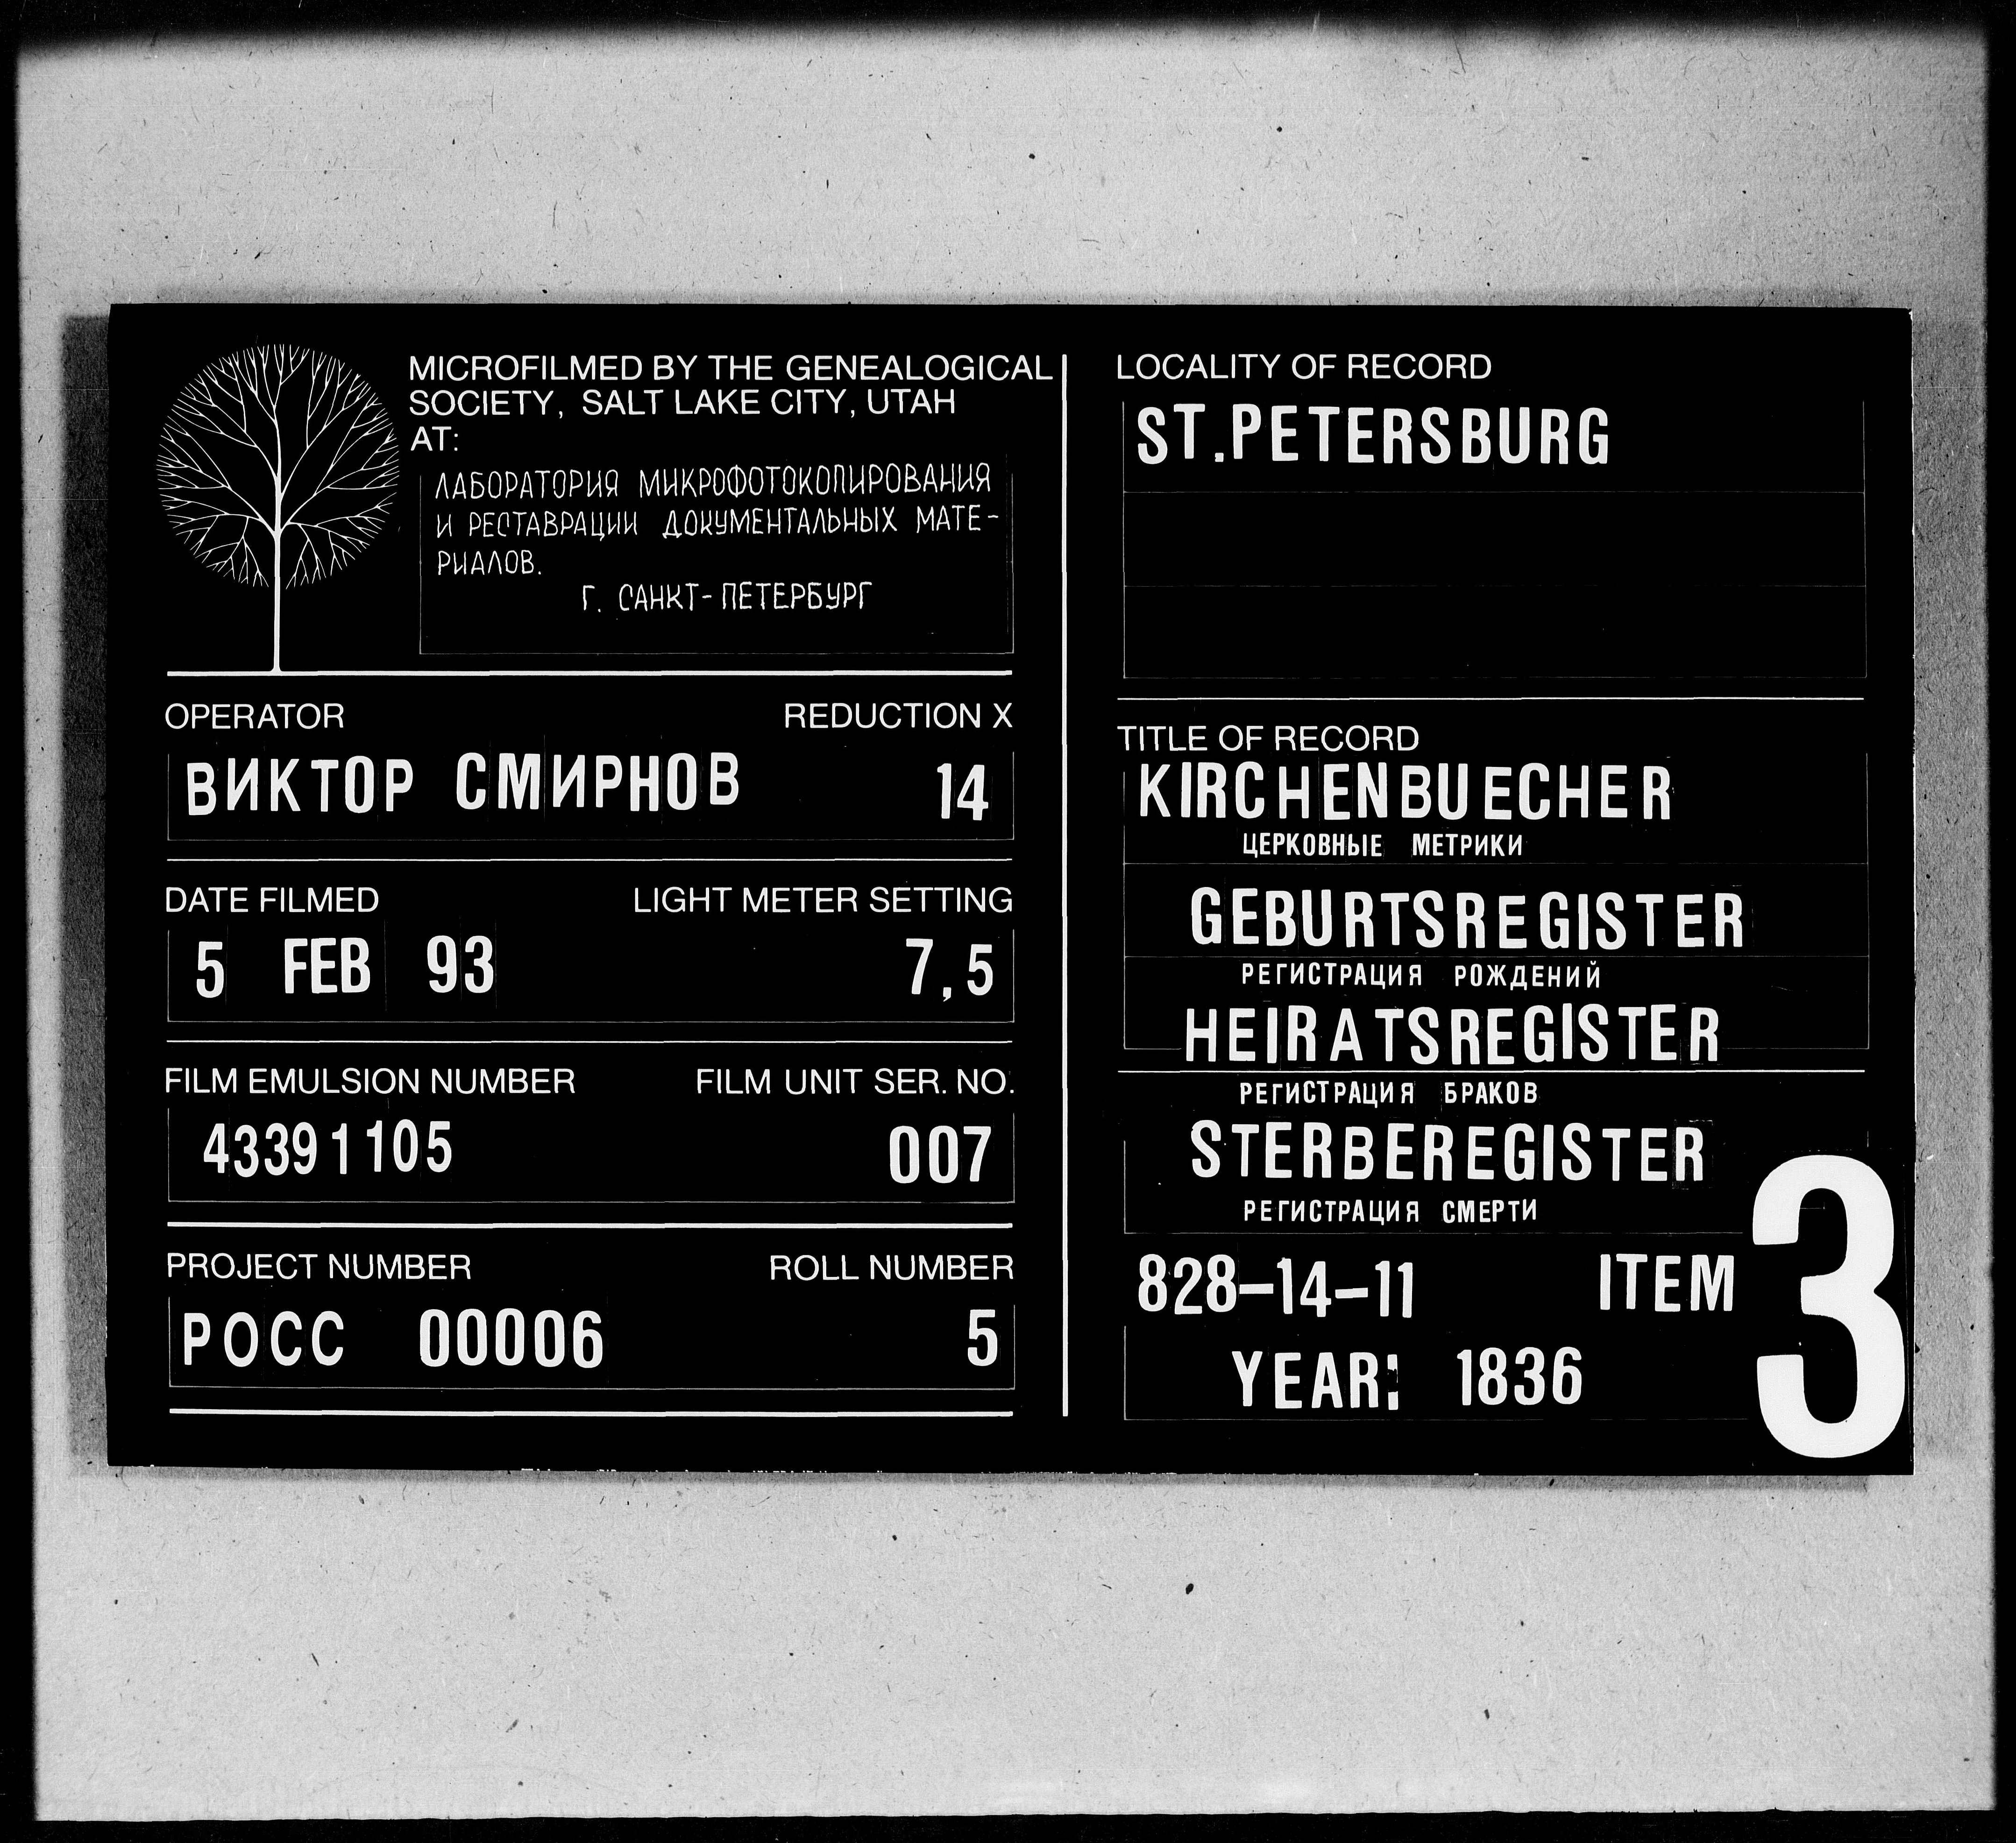 MICROFILMED BY THE GENEALOGICAL
SOCIETY, SALT LAKE CITY, UTAH
AT:
ЛАБОРАТОРИЯ МИКРОФОТОКОПИРОВАНИЯ
И РЕСТАВРАЦИИ ДОКУМЕНТАЛЬНЫХ МАТЕ-
РИАЛОВ.
Г. САНКТ-ПЕТЕРБУРГ
OPERATOR REDUCTION X
ВИКТОР СМИРНОВ 14
DATE FILMED LIGHT METER SETTING
5 FEB 93 7,5
FILM EMULSION NUMBER FILM UNIT SER. NO.
43391105 007
PROJECT NUMBER ROLL NUMBER
РОСС 00006 5
LOCALITY OF RECORD
ST.PETERSBURG
TITLE OF RECORD
KIRCHENBUECHER
ЦЕРКОВНЫЕ МЕТРИКИ
GEBURTSREGISTER
РЕГИСТРАЦИЯ РОЖДЕНИЙ
HEIRATSREGISTER
РЕГИСТРАЦИЯ БРАКОВ
STERBEREGISTER
РЕГИСТРАЦИЯ СМЕРТИ
828-14-11 ITEM 3
YEAR: 1836